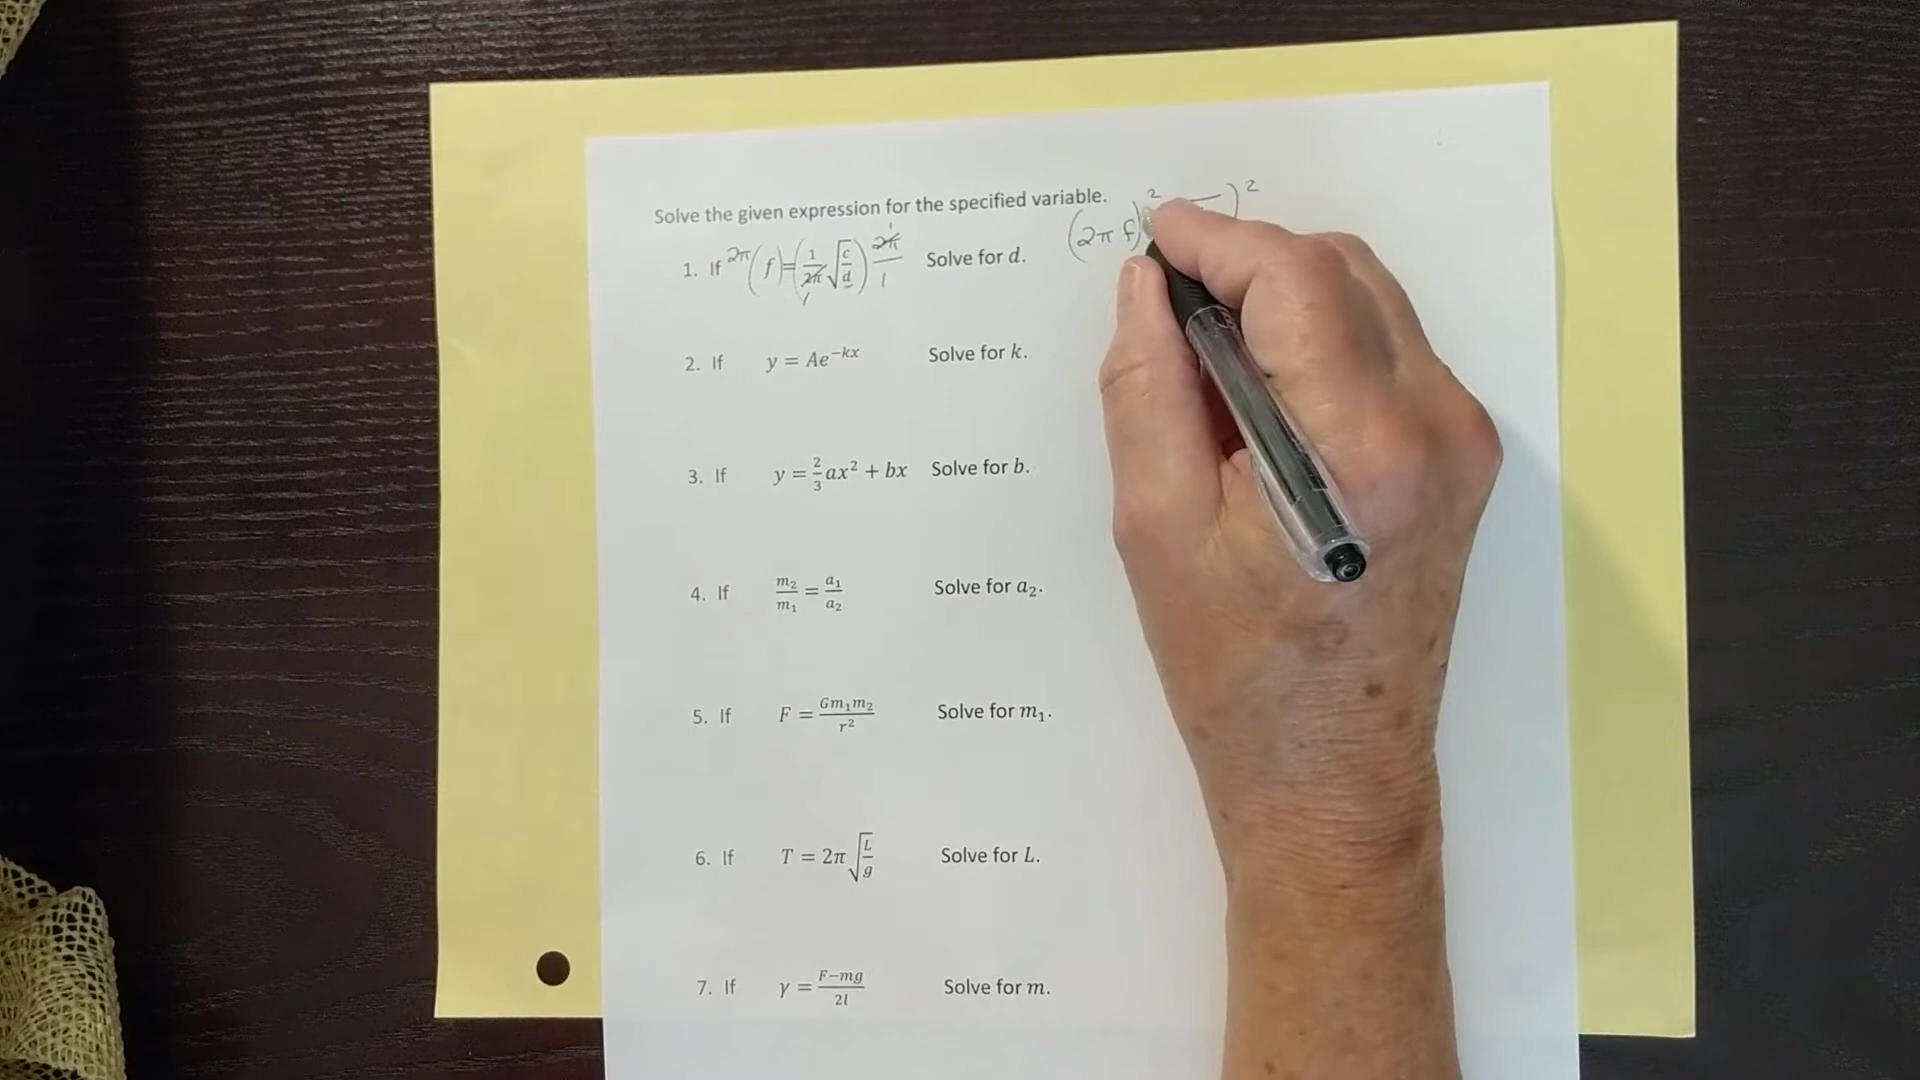 Solve the given expression for the specified variable.
1. If 2π(f)=(1/2π √(c/d)) 2π/1 Solve for d. (2πf)² )²
2. If y = Ae^−kx Solve for k.
3. If y = 2/3 ax² + bx Solve for b.
4. If m₂/m₁ = a₁/a₂ Solve for a₂.
5. If F = Gm₁m₂/r² Solve for m₁.
6. If T = 2π √(L/g) Solve for L.
7. If γ = F−mg/2l Solve for m.